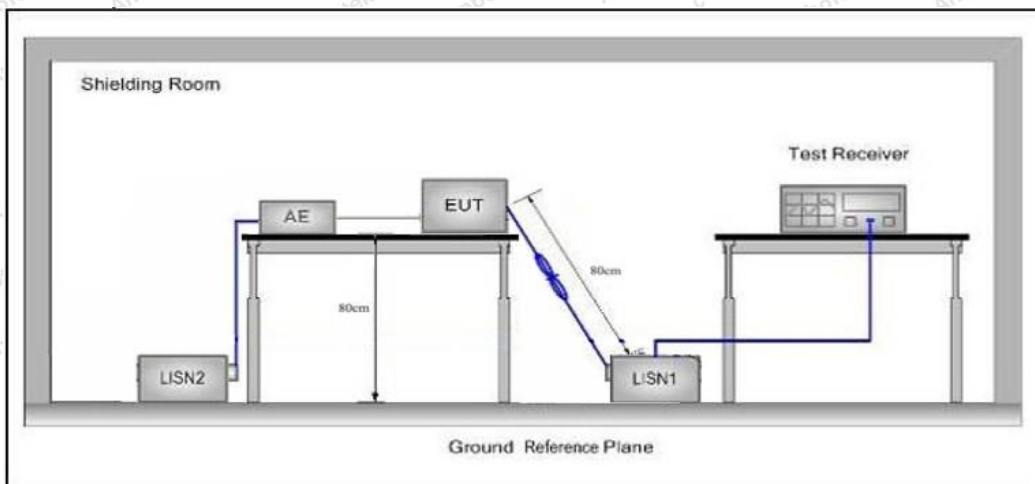 Shielding Room
Test Receiver
AE
EUT
80cm
80cm
LISN2
LISN1
Ground Reference Plane